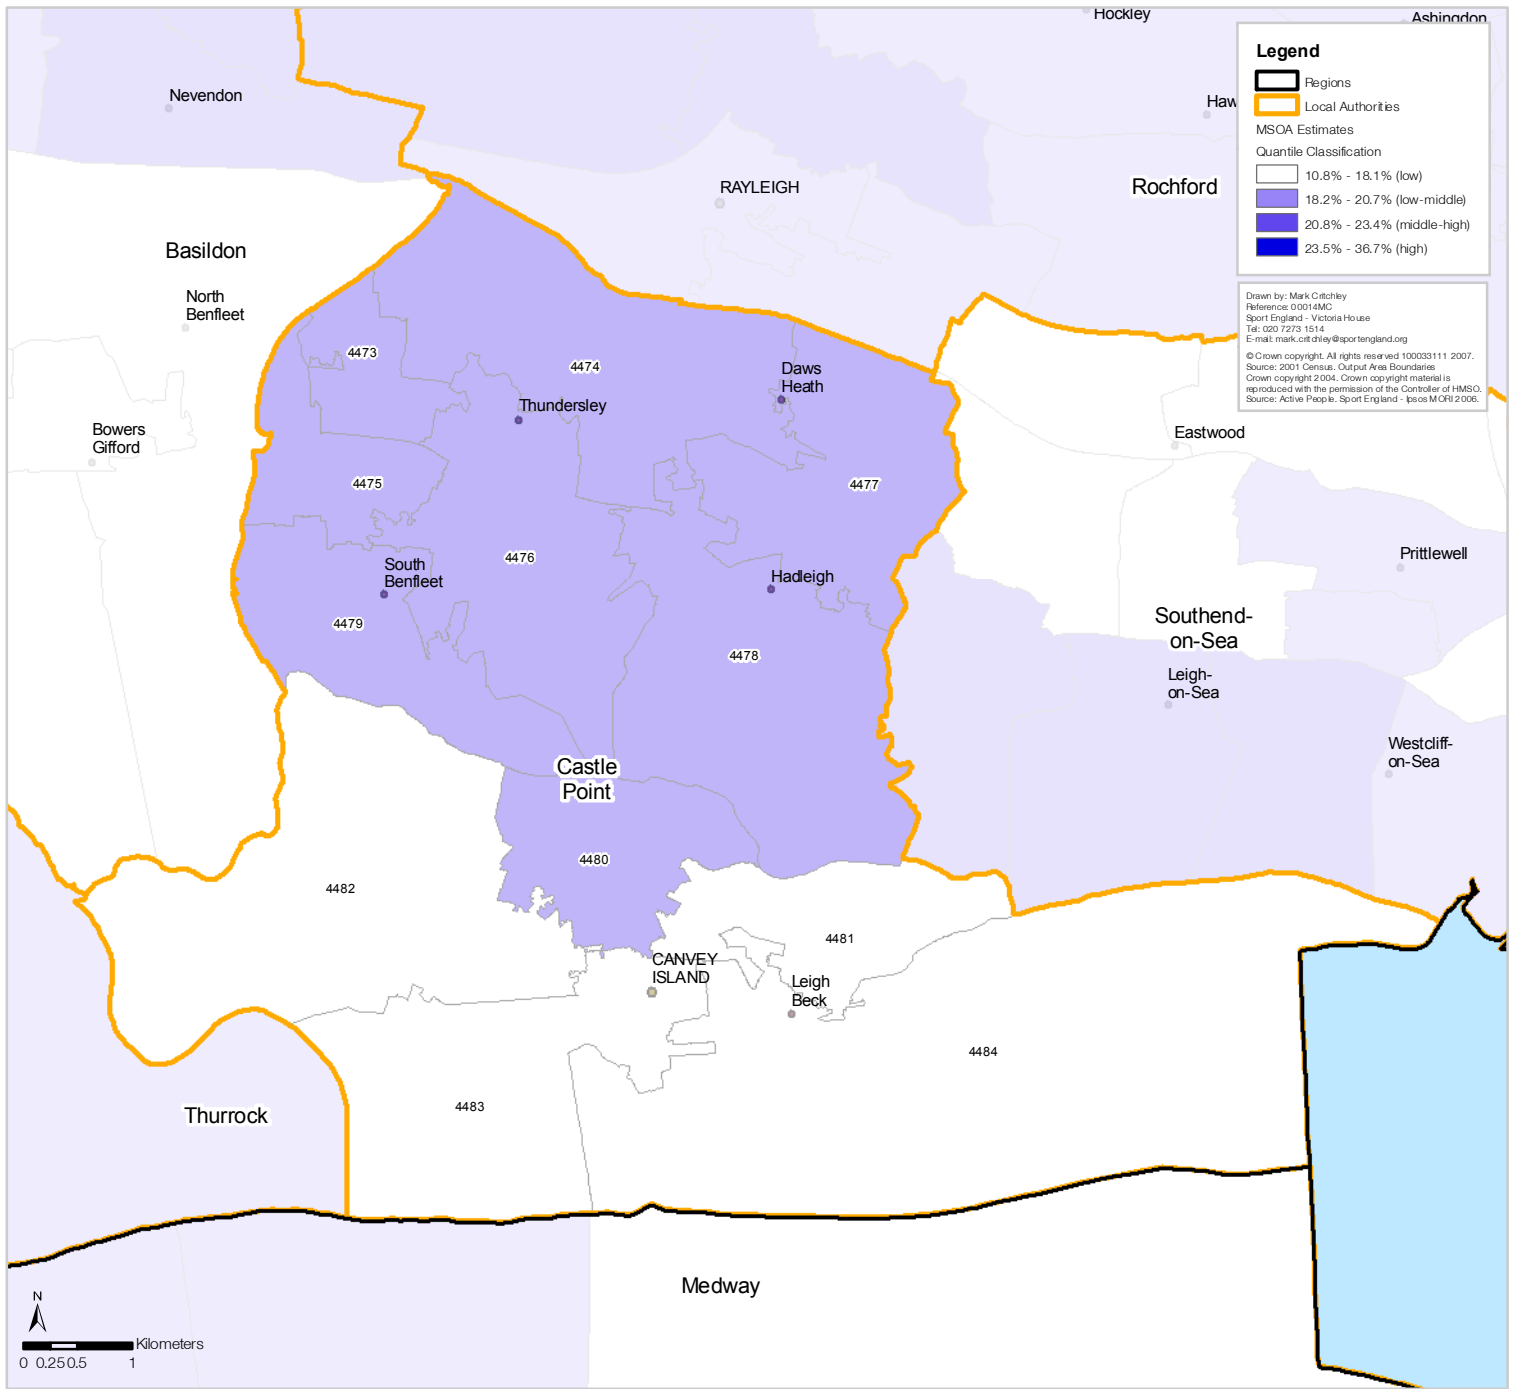 Hockley
Ashingdon
Nevendon
Haw
RAYLEIGH
Rochford
Basildon
North
Benfleet
4473
4474
Daws
Heath
Thundersley
Bowers
Gifford
Eastwood
4475
4477
4476
South
Benfleet
Hadleigh
Prittlewell
4479
4478
Southend-
on-Sea
Leigh-
on-Sea
Castle
Point
Westcliff-
on-Sea
4480
4482
4481
CANVEY
ISLAND
Leigh
Beck
4484
4483
Thurrock
Medway
Legend
Regions
Local Authorities
MSOA Estimates
Quantile Classification
10.8% - 18.1% (low)
18.2% - 20.7% (low-middle)
20.8% - 23.4% (middle-high)
23.5% - 36.7% (high)
Drawn by: Mark Critchley
Reference: 00014MC
Sport England - Victoria House
Tel: 020 7273 1514
E-mail: mark.critchley@sportengland.org
© Crown copyright. All rights reserved 100033111 2007.
Source: 2001 Census. Output Area Boundaries
Crown copyright 2004. Crown copyright material is
reproduced with the permission of the Controller of HMSO.
Source: Active People. Sport England - Ipsos MORI 2006.
N
Kilometers
0 0.25 0.5 1